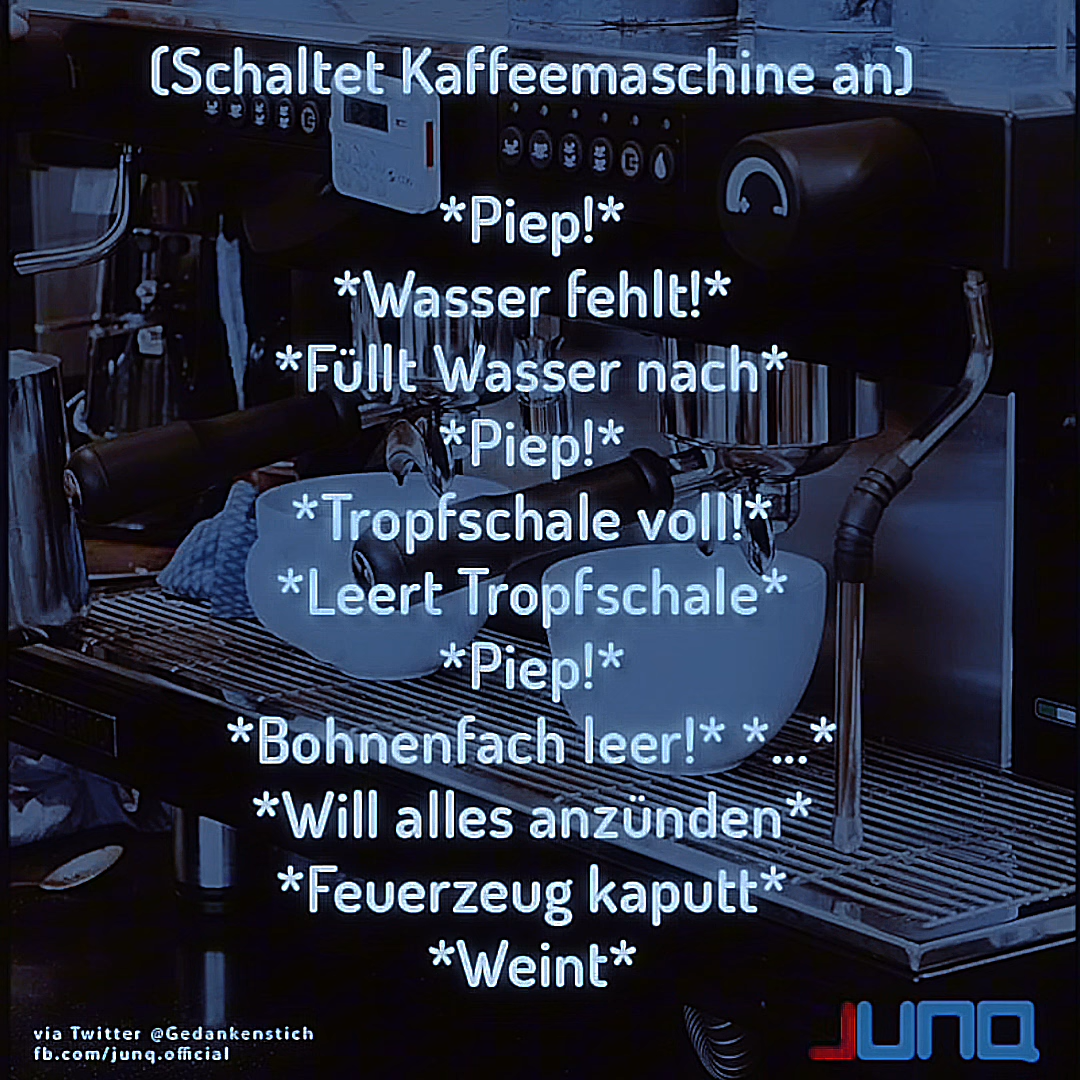 (Schaltet Kaffeemaschine an)
*Piep!*
*Wasser fehlt!*
*Füllt Wasser nach*
*Piep!*
*Tropfschale voll!*
*Leert Tropfschale*
*Piep!*
*Bohnenfach leer!* *...*
*Will alles anzünden*
*Feuerzeug kaputt*
*Weint*
via Twitter @Gedankenstich
fb.com/junq.official
JUNQ